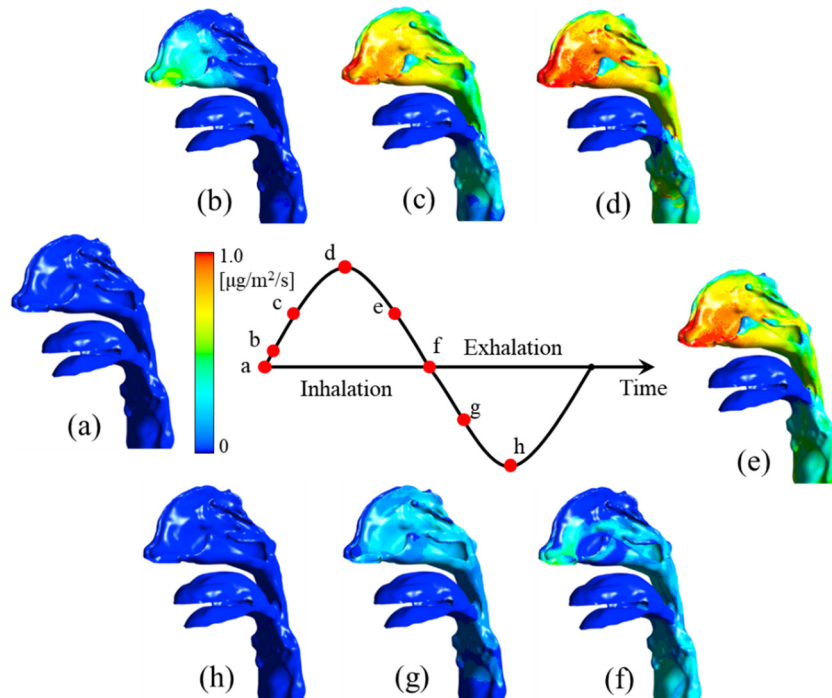 (b)
(c)
(d)
1.0
[μg/m²/s]
0
d
c
e
b
a
f
Exhalation
Inhalation
Time
g
h
(a)
(e)
(h)
(g)
(f)